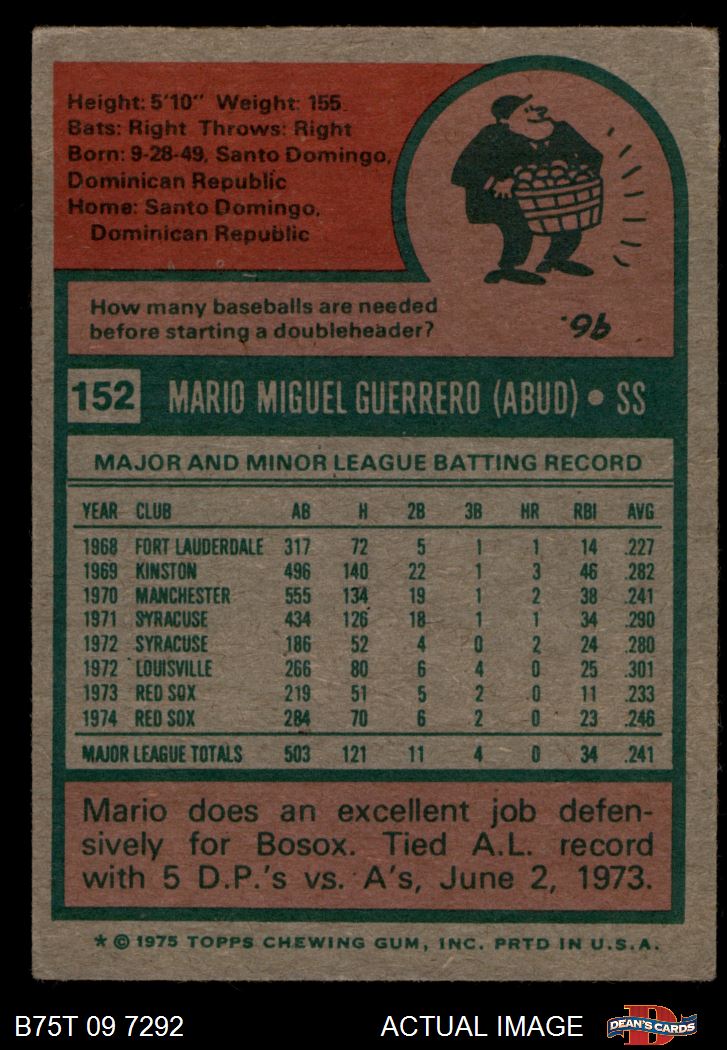 Height: 5'10" Weight: 155
Bats: Right Throws: Right
Born: 9-28-49, Santo Domingo,
Dominican Republic
Home: Santo Domingo,
Dominican Republic
How many baseballs are needed
before starting a doubleheader?
96.
152 MARIO MIGUEL GUERRERO (ABUD) • SS
MAJOR AND MINOR LEAGUE BATTING RECORD
YEAR CLUB AB H 2B 3B HR RBI AVG
1968 FORT LAUDERDALE 317 72 5 1 1 14 .227
1969 KINSTON 496 140 22 1 3 46 .282
1970 MANCHESTER 555 134 19 1 2 38 .241
1971 SYRACUSE 434 126 18 1 1 34 .290
1972 SYRACUSE 186 52 4 0 2 24 .280
1972 LOUISVILLE 266 80 6 4 0 25 .301
1973 RED SOX 219 51 5 2 0 11 .233
1974 RED SOX 284 70 6 2 0 23 .246
MAJOR LEAGUE TOTALS 503 121 11 4 0 34 .241
Mario does an excellent job defen-
sively for Bosox. Tied A.L. record
with 5 D.P.'s vs. A's, June 2, 1973.
* © 1975 TOPPS CHEWING GUM, INC. PRTD IN U.S.A.
B75T 09 7292 ACTUAL IMAGE
D
DEAN'S CARDS